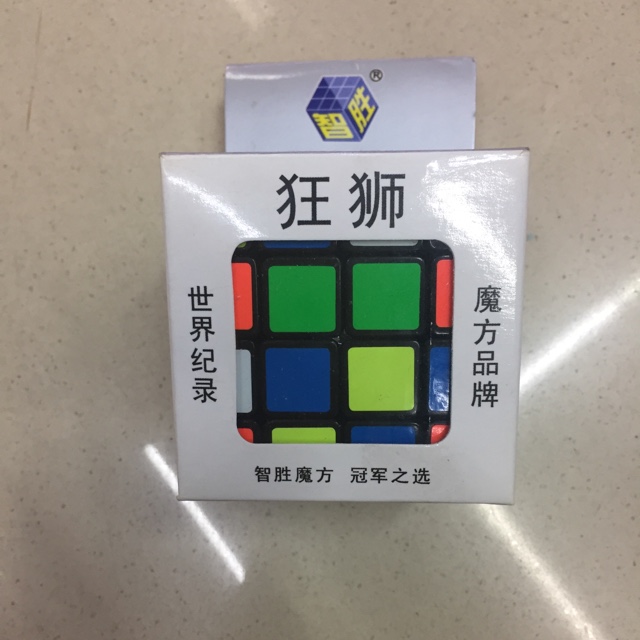 智胜
®
狂狮
世界纪录
魔方品牌
智胜魔方 冠军之选